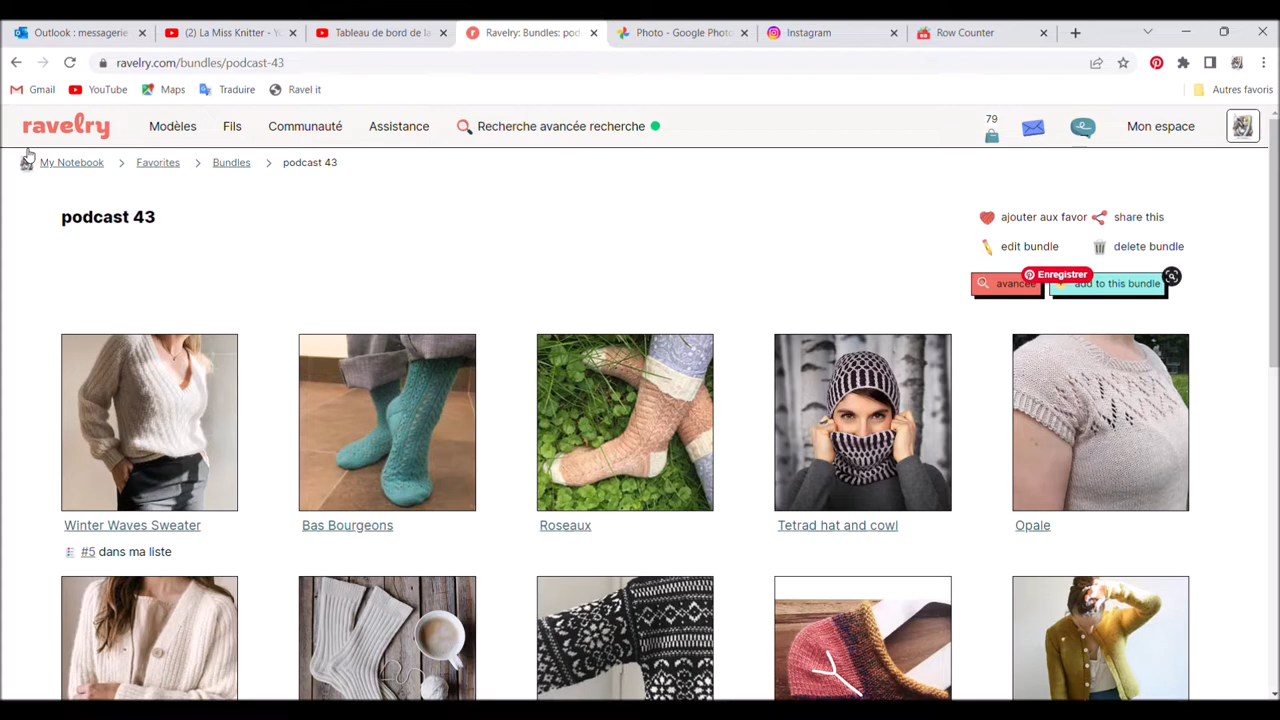 Outlook : messagerie
(2) La Miss Knitter - Yo
Tableau de bord de la
Ravelry: Bundles: pod
Photo - Google Photo
Instagram
Row Counter
ravelry.com/bundles/podcast-43
Gmail
YouTube
Maps
Traduire
Ravel it
Autres favoris
ravelry
Modèles
Fils
Communauté
Assistance
Recherche avancée recherche
79
Mon espace
My Notebook
Favorites
Bundles
podcast 43
podcast 43
ajouter aux favor
share this
edit bundle
delete bundle
Enregistrer
avancée
add to this bundle
Winter Waves Sweater
Bas Bourgeons
Roseaux
Tetrad hat and cowl
Opale
#5 dans ma liste